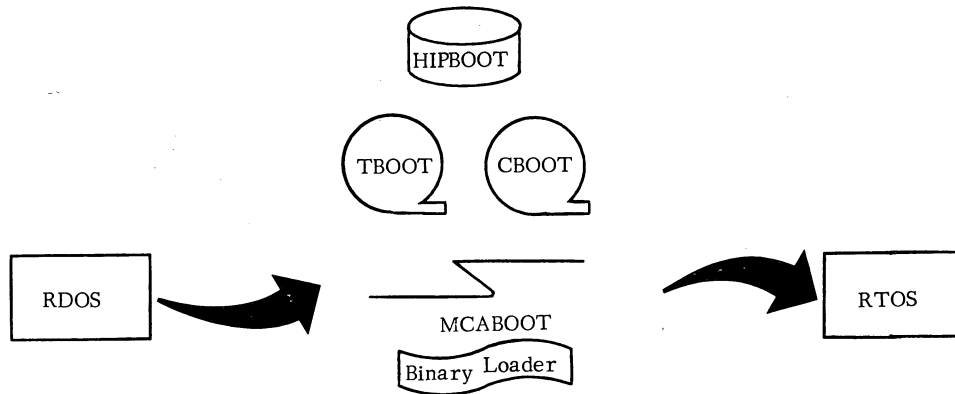 HIPBOOT
TBOOT
CBOOT
RDOS
RTOS
MCABOOT
Binary Loader